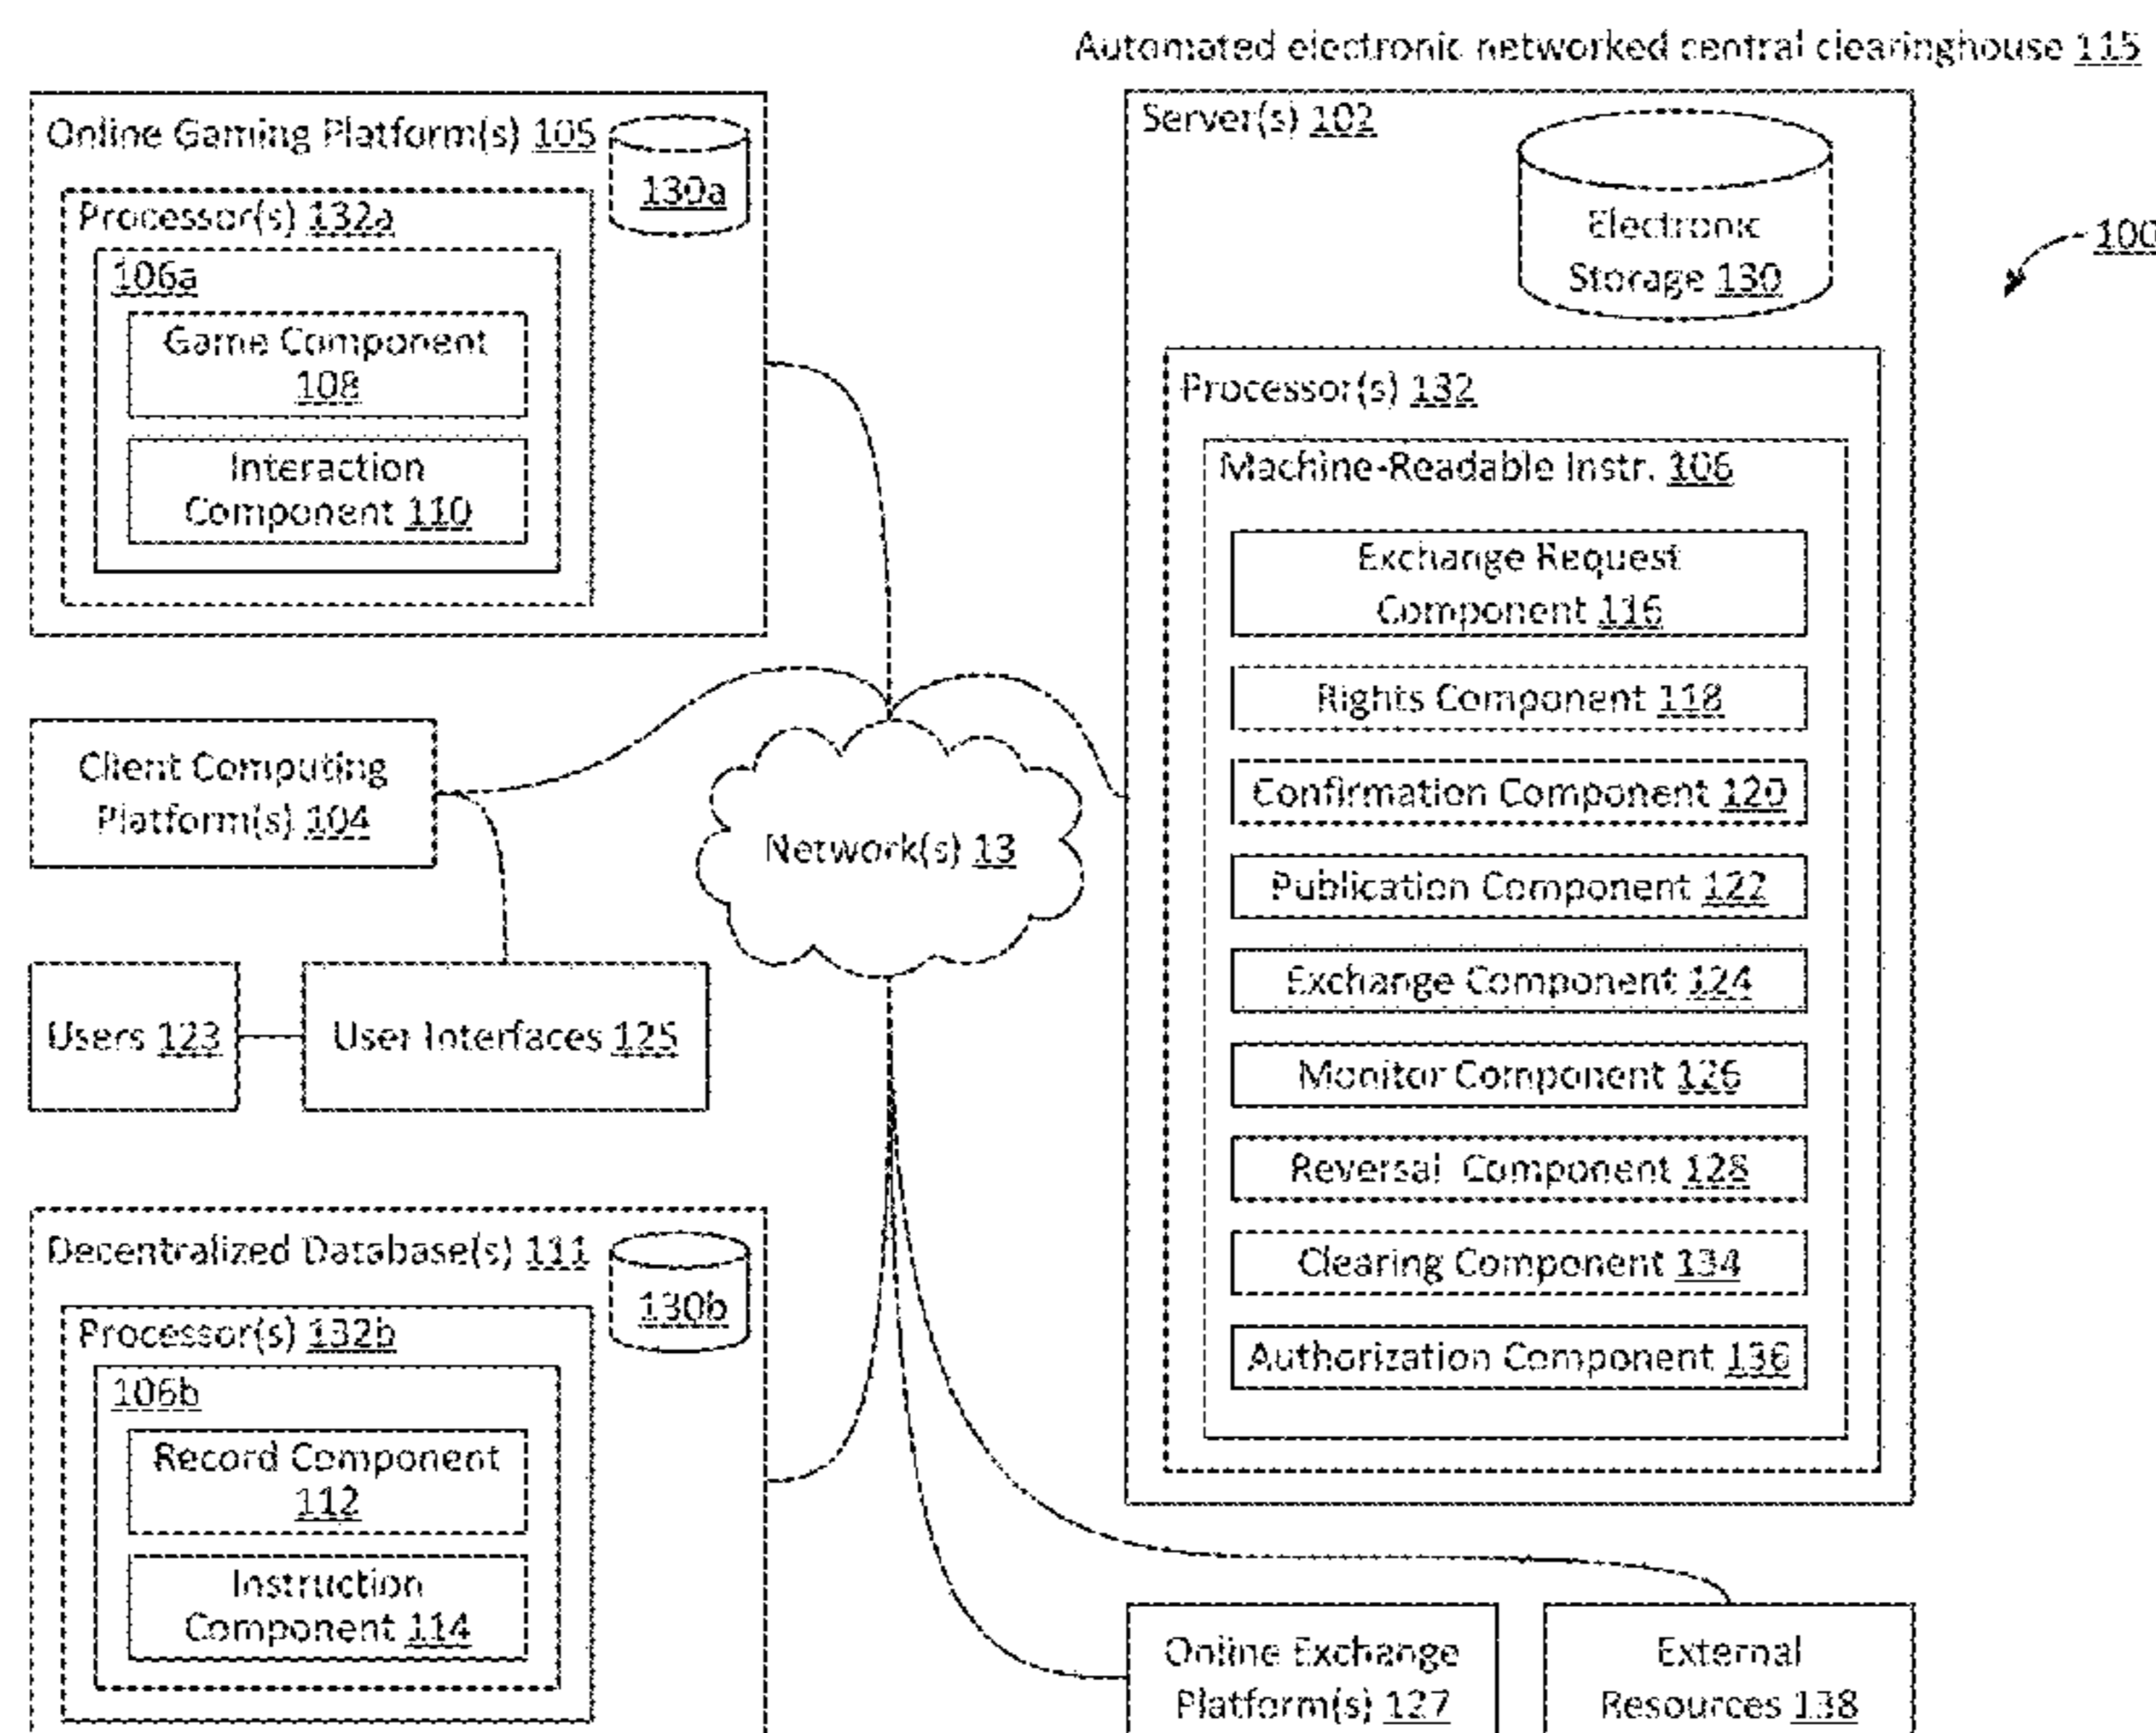 Automated electronic networked central clearinghouse 115
Online Gaming Platform(s) 105
130a
Processor(s) 132a
106a
Game Component
108
Interaction
Component 110
Server(s) 102
Electronic
Storage 130
100
Processor(s) 132
Machine-Readable Instr. 106
Exchange Request
Component 116
Rights Component 118
Confirmation Component 120
Publication Component 122
Exchange Component 124
Monitor Component 126
Reversal Component 128
Clearing Component 134
Authorization Component 136
Client Computing
Platform(s) 104
Network(s) 13
Users 123
User Interfaces 125
Decentralized Database(s) 111
130b
Processor(s) 132b
106b
Record Component
112
Instruction
Component 114
Online Exchange
Platform(s) 127
External
Resources 138